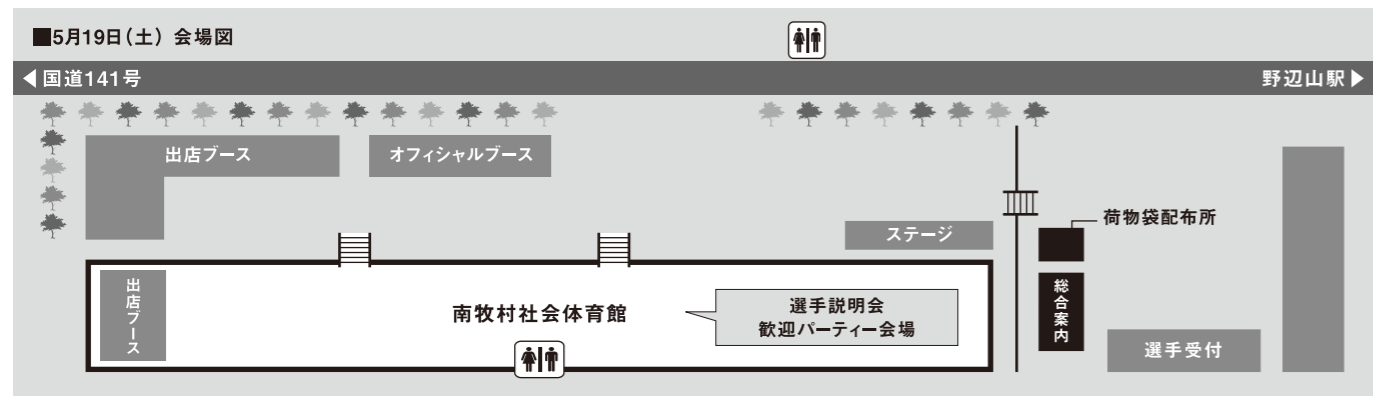 ■5月19日(土) 会場図
◀国道141号
野辺山駅▶
出店ブース
オフィシャルブース
ステージ
荷物袋配布所
出店ブース
南牧村社会体育館
選手説明会
歓迎パーティー会場
総合案内
選手受付